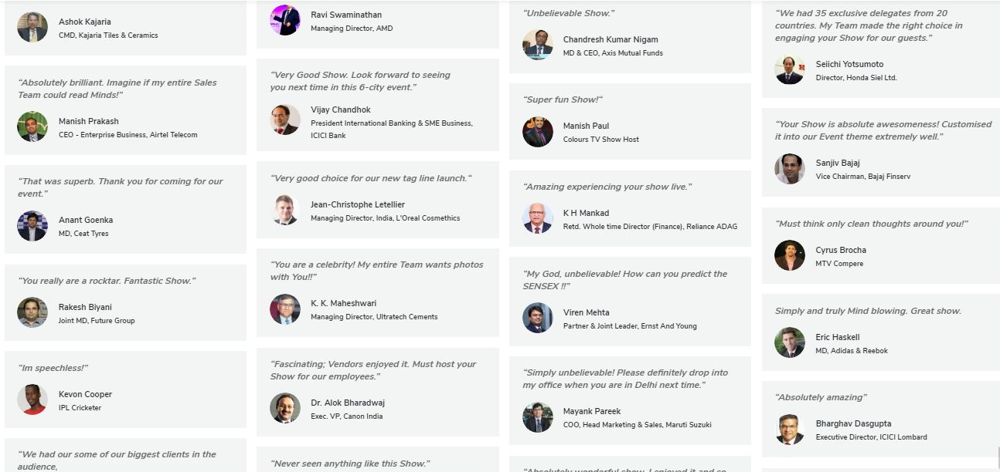 Ashok Kajaria
CMD, Kajaria Tiles & Ceramics
“Absolutely brilliant. Imagine if my entire Sales
Team could read Minds!”
Manish Prakash
CEO - Enterprise Business, Airtel Telecom
“That was superb. Thank you for coming for our
event.”
Anant Goenka
MD, Ceat Tyres
“You really are a rocktar. Fantastic Show.”
Rakesh Biyani
Joint MD, Future Group
“Im speechless!”
Kevon Cooper
IPL Cricketer
“We had our some of our biggest clients in the
audience,
Ravi Swaminathan
Managing Director, AMD
“Very Good Show. Look forward to seeing
you next time in this 6-city event.”
Vijay Chandhok
President International Banking & SME Business,
ICICI Bank
“Very good choice for our new tag line launch.“
Jean-Christophe Letellier
Managing Director, India, L'Oreal Cosmethics
“You are a celebrity! My entire Team wants photos
with You!!”
K. K. Maheshwari
Managing Director, Ultratech Cements
“Fascinating; Vendors enjoyed it. Must host your
Show for our employees.”
Dr. Alok Bharadwaj
Exec. VP, Canon India
“Never seen anything like this Show.”
“Unbelievable Show.”
Chandresh Kumar Nigam
MD & CEO, Axis Mutual Funds
“Super fun Show!“
Manish Paul
Colours TV Show Host
“Amazing experiencing your show live.”
K H Mankad
Retd. Whole time Director (Finance), Reliance ADAG
“My God, unbelievable! How can you predict the
SENSEX !!”
Viren Mehta
Partner & Joint Leader, Ernst And Young
“Simply unbelievable! Please definitely drop into
my office when you are in Delhi next time.”
Mayank Pareek
COO, Head Marketing & Sales, Maruti Suzuki
“Absolutely wonderful show. I enjoyed it and so
“We had 35 exclusive delegates from 20
countries. My Team made the right choice in
engaging your Show for our guests.”
Seiichi Yotsumoto
Director, Honda Siel Ltd.
“Your Show is absolute awesomeness! Customised
it into our Event theme extremely well.”
Sanjiv Bajaj
Vice Chairman, Bajaj Finserv
“Must think only clean thoughts around you!”
Cyrus Brocha
MTV Compere
Simply and truly Mind blowing. Great show.
Eric Haskell
MD, Adidas & Reebok
“Absolutely amazing”
Bharghav Dasgupta
Executive Director, ICICI Lombard